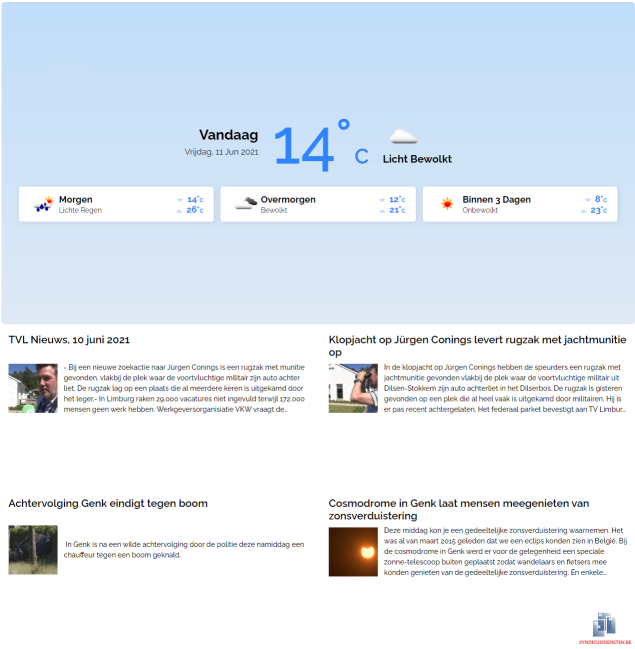 Vandaag
Vrijdag, 11 Jun 2021
14°C
Licht Bewolkt
Morgen
Lichte Regen
14°C
26°C
Overmorgen
Bewolkt
12°C
21°C
Binnen 3 Dagen
Onbewolkt
8°C
23°C
TVL Nieuws, 10 juni 2021
- Bij een nieuwe zoekactie naar Jürgen Conings is een rugzak met munitie
gevonden, vlakbij de plek waar de voortvluchtige militair zijn auto achter
liet. De rugzak lag op een plaats die al meerdere keren is uitgekamd door
het leger.- In Limburg raken 29.000 vacatures niet ingevuld terwijl 172.000
mensen geen werk hebben. Werkgeversorganisatie VKW vraagt de...
Klopjacht op Jürgen Conings levert rugzak met jachtmunitie
op
In de klopjacht op Jürgen Conings hebben de speurders een rugzak met
jachtmunitie gevonden vlakbij de plek waar de voortvluchtige militair uit
Dilsen-Stokkem zijn auto achterliet in het Dilserbos. De rugzak is gisteren
gevonden op een plek die al heel vaak is uitgekamd door militairen. Hij is
er pas recent achtergelaten. Het federaal parket bevestigt aan TV Limbur...
Achtervolging Genk eindigt tegen boom
In Genk is na een wilde achtervolging door de politie deze namiddag een
chauffeur tegen een boom geknald.
Cosmodrome in Genk laat mensen meegenieten van
zonsverduistering
Deze middag kon je een gedeeltelijke zonsverduistering waarnemen. Het
was al van maart 2015 geleden dat we een eclips konden zien in België. Bij
de cosmodrome in Genk werd er voor de gelegenheid een speciale
zonne-telescoop buiten geplaatst zodat wandelaars en fietsers mee
konden genieten van de gedeeltelijke zonsverduistering. En enkele...
SYNDICUSDIENSTEN.BE